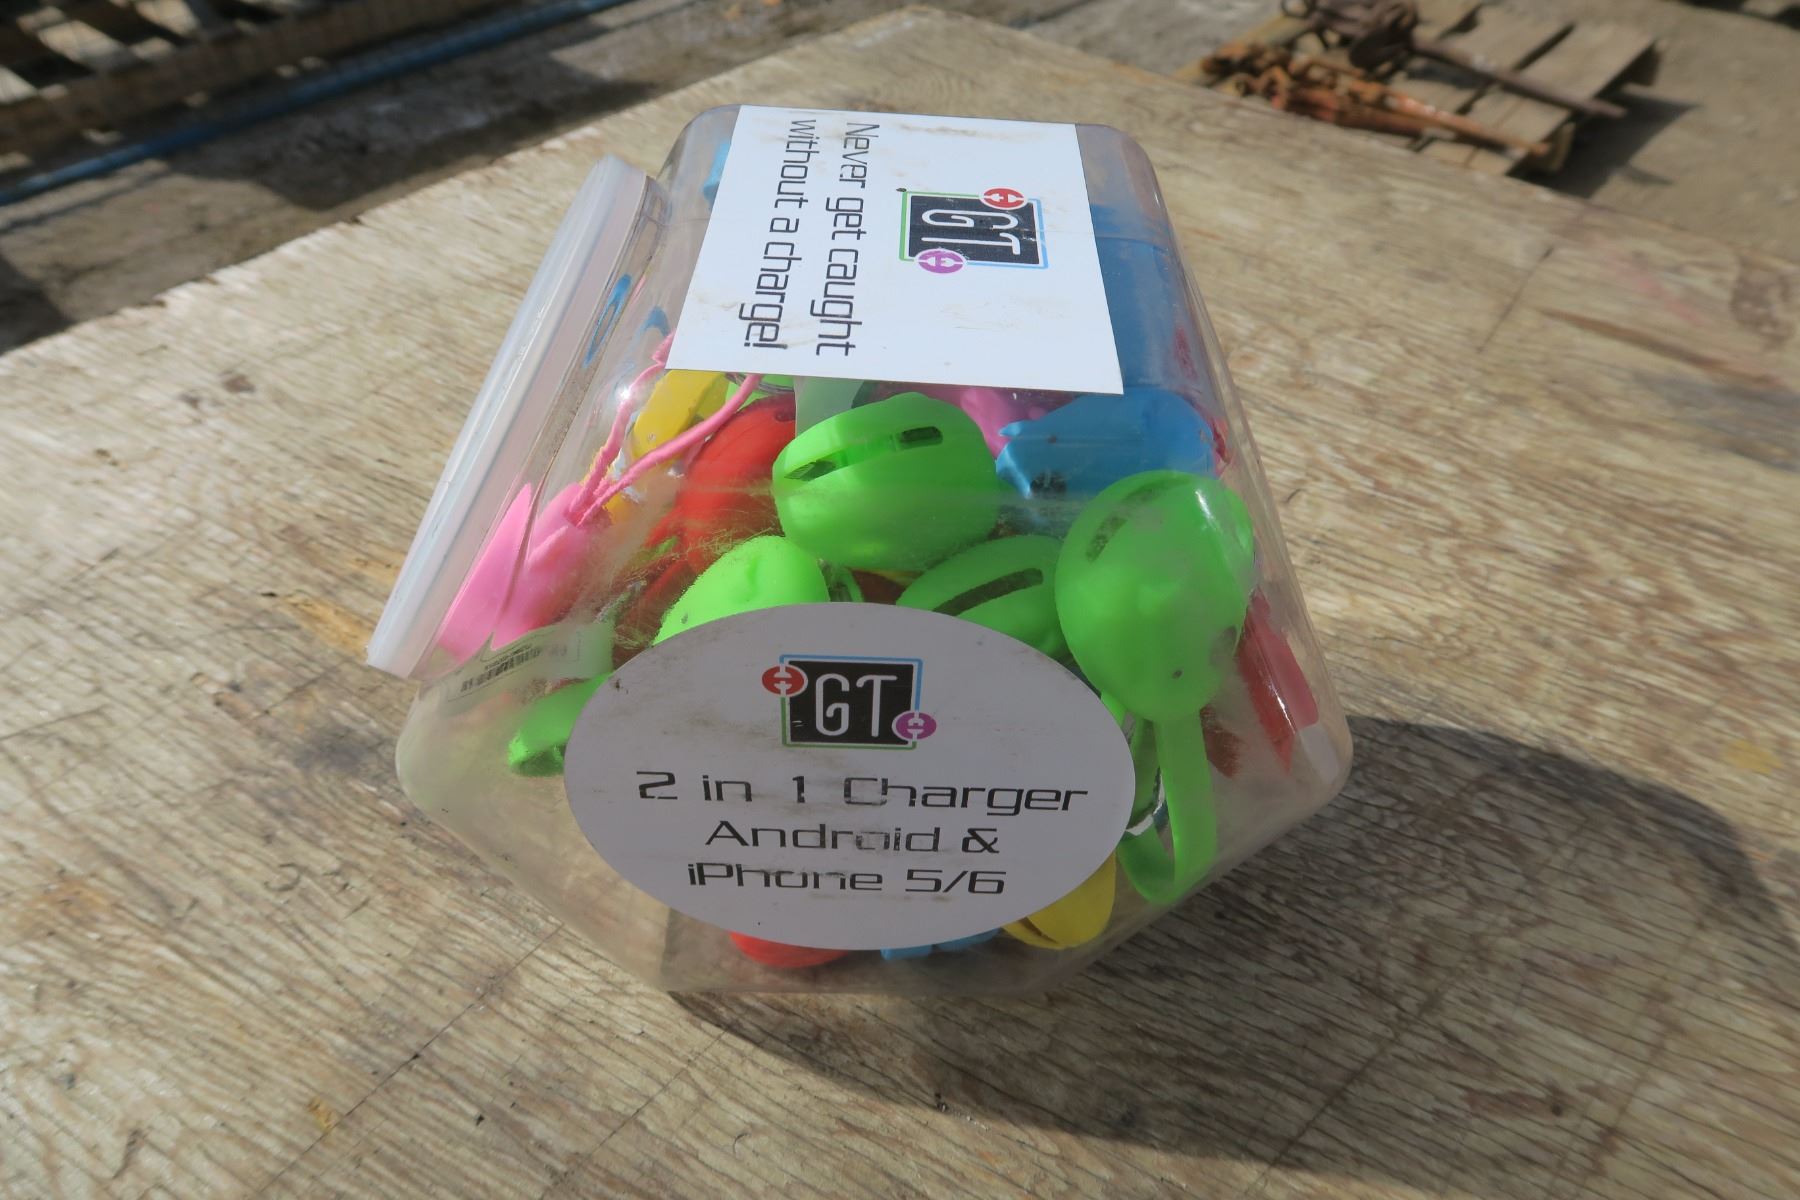 GT
Never get caught
without a charge!
GT
2 in 1 Charger
Android &
iPhone 5/6